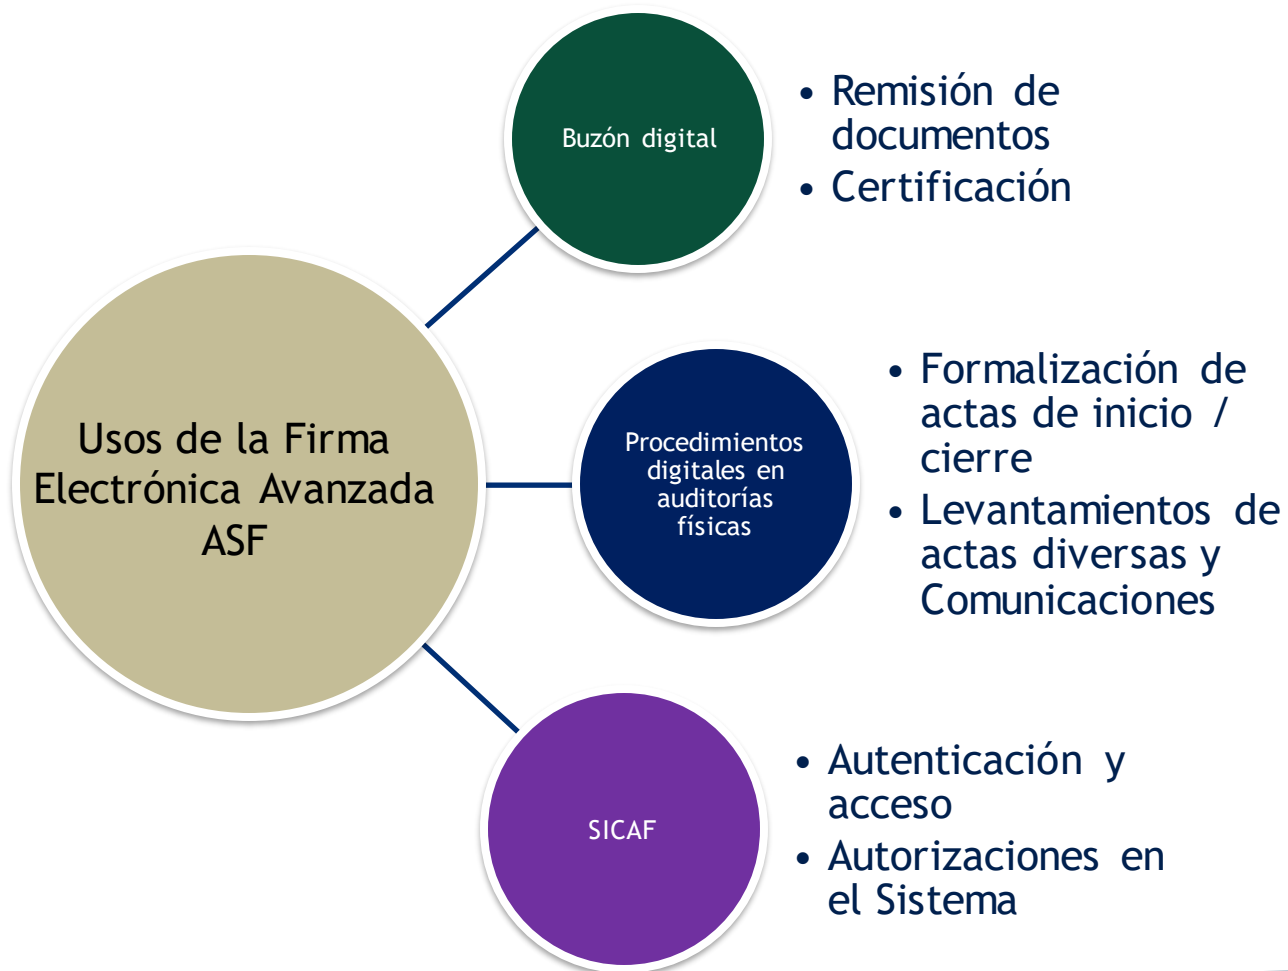 Usos de la Firma
Electrónica Avanzada
ASF
Buzón digital
• Remisión de
documentos
• Certificación
Procedimientos
digitales en
auditorías
físicas
• Formalización de
actas de inicio /
cierre
• Levantamientos de
actas diversas y
Comunicaciones
SICAF
• Autenticación y
acceso
• Autorizaciones en
el Sistema